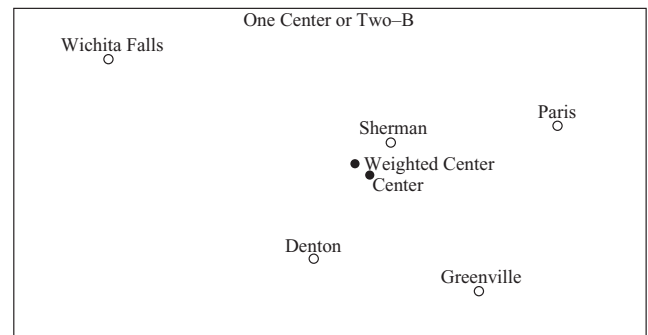 One Center or Two–B
Wichita Falls
Paris
Sherman
Weighted Center
Center
Denton
Greenville